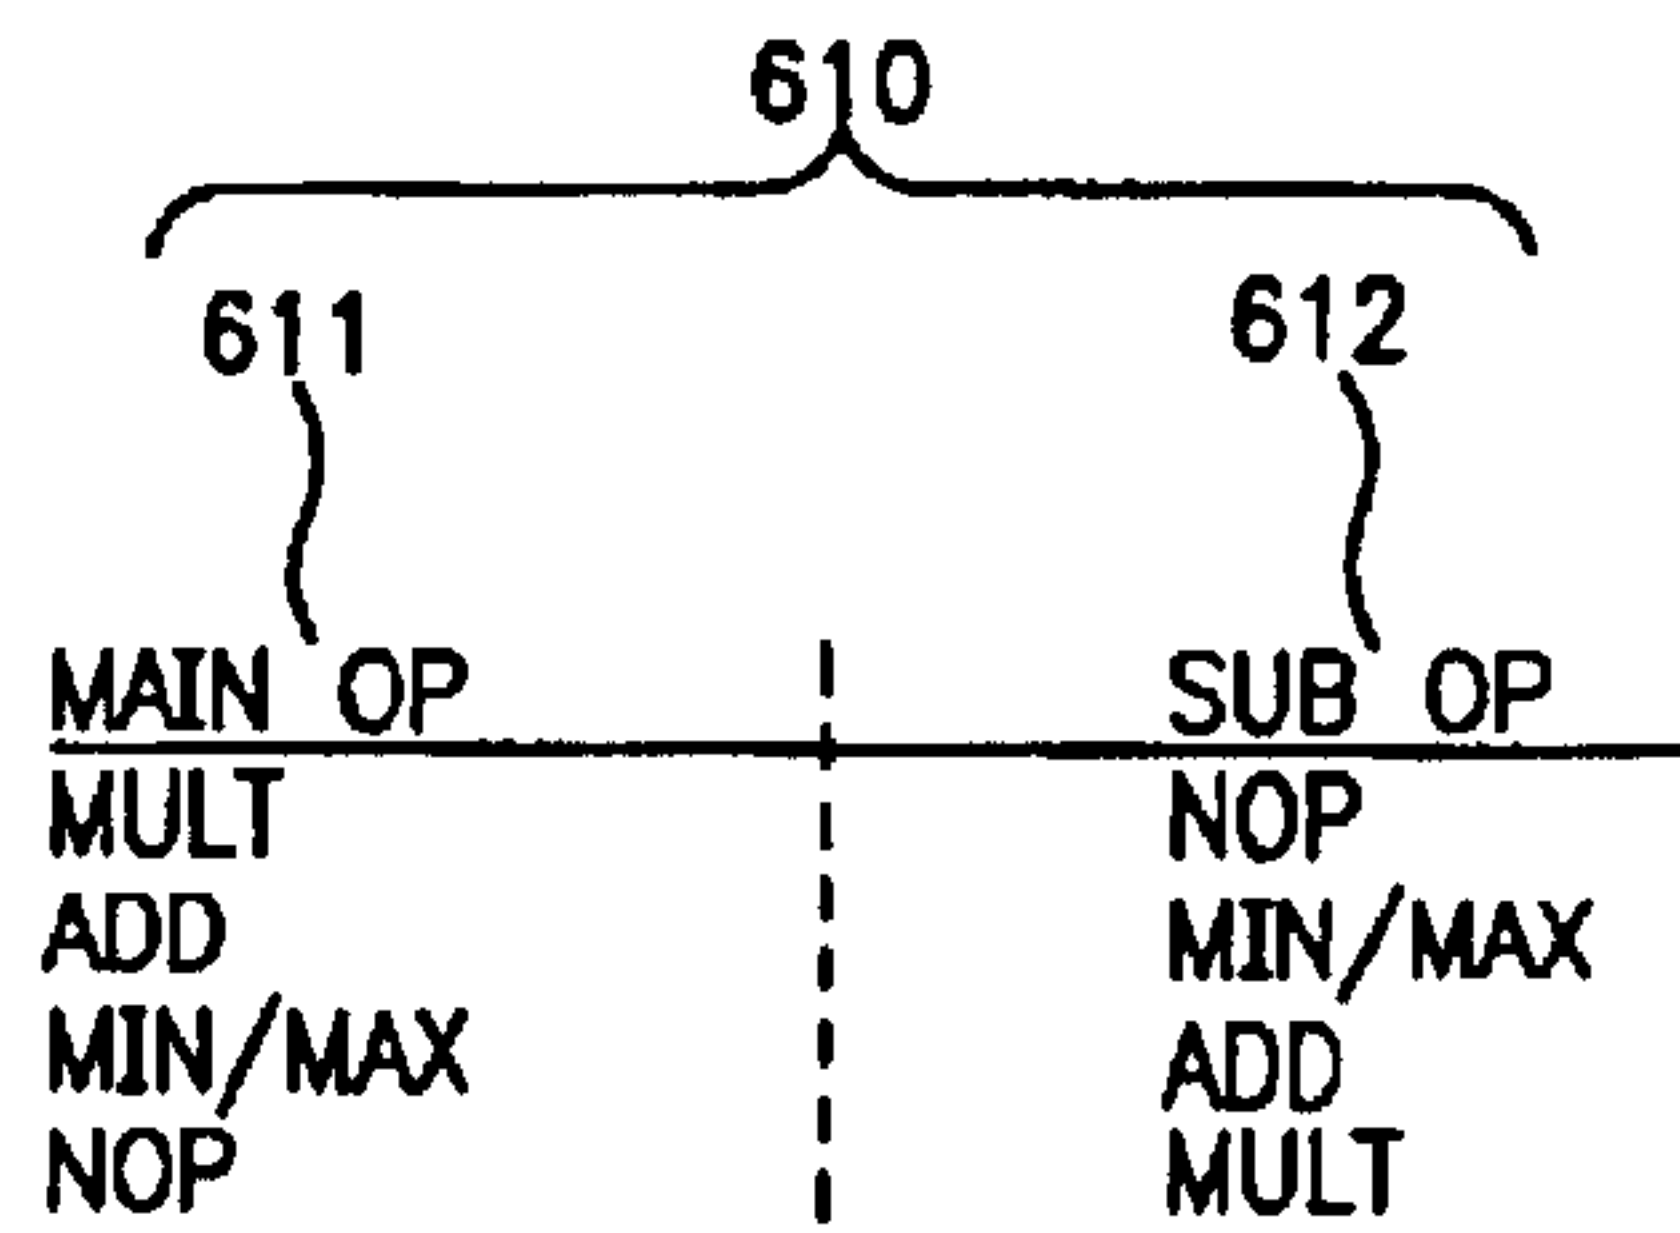 610
611 612
MAIN OP SUB OP
MULT NOP
ADD MIN/MAX
MIN/MAX ADD
NOP MULT